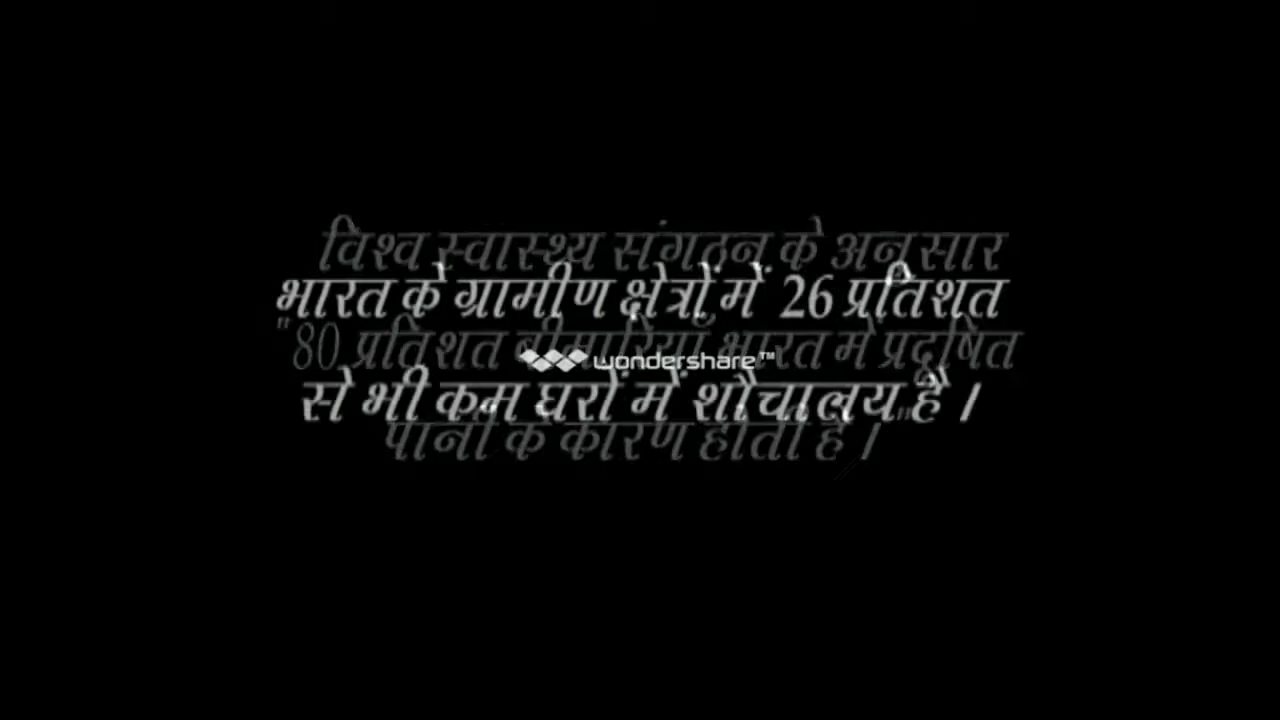 विश्व स्वास्थ्य संगठन के अनुसार
भारत के ग्रामीण क्षेत्रों में 26 प्रतिशत
"80 प्रतिशत बीमारियाँ भारत में प्रदूषित
wondershare™
से भी कम घरों में शौचालय है ।
पानी के कारण होती है ।"